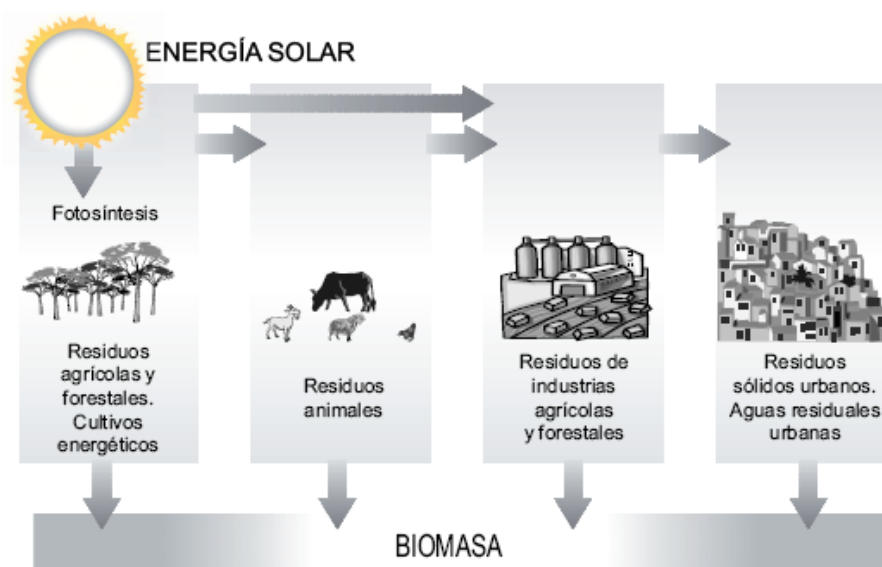 ENERGÍA SOLAR
Fotosíntesis
Residuos
agrícolas y
forestales.
Cultivos
energéticos
Residuos
animales
Residuos de
industrias
agrícolas
y forestales
Residuos
sólidos urbanos.
Aguas residuales
urbanas
BIOMASA